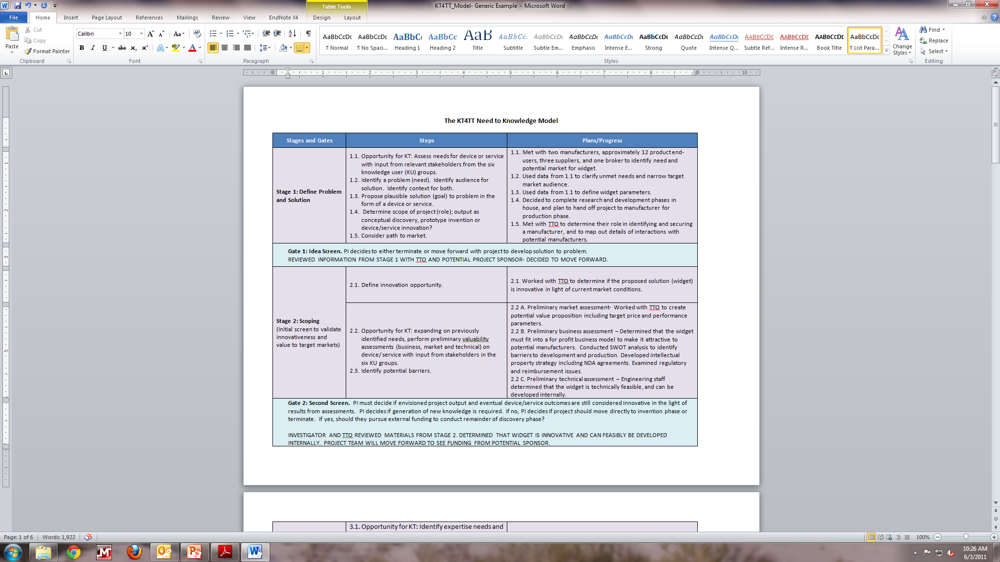 KT4TT_Model- Generic Example - Microsoft Word
Table Tools
File Home Insert Page Layout References Mailings Review View EndNote X4 Design Layout
Paste
Cut
Copy
Format Painter
Clipboard
Calibri 10
Font
Paragraph
AaBbCcDc AaBbCcDc AaBbCc AaBbCc AaB AaBbCc. AaBbCcDc AaBbCcDc AaBbCcDc AaBbCcDc AaBbCcDc AaBbCcDc AABBCCDE AABBCCDE AABBCCDE AaBbCcDc
¶ Normal ¶ No Spaci... Heading 1 Heading 2 Title Subtitle Subtle Em... Emphasis Intense E... Strong Quote Intense Q... Subtle Ref... Intense R... Book Title ¶ List Para...
Styles
Change
Styles
Find
Replace
Select
Editing
1 2 3 4 5 6 7 8 10
The KT4TT Need to Knowledge Model
Stages and Gates Steps Plans/Progress
Stage 1: Define Problem
and Solution
1.1. Opportunity for KT: Assess needs for device or service
with input from relevant stakeholders from the six
knowledge user (KU) groups.
1.2. Identify a problem (need). Identify audience for
solution. Identify context for both.
1.3. Propose plausible solution (goal) to problem in the
form of a device or service.
1.4. Determine scope of project (role); output as
conceptual discovery, prototype invention or
device/service innovation?
1.5. Consider path to market.
1.1. Met with two manufacturers, approximately 12 product end-
users, three suppliers, and one broker to identify need and
potential market for widget.
1.2. Used data from 1.1 to clarify unmet needs and narrow target
market audience.
1.3. Used data from 1.1 to define widget parameters.
1.4. Decided to complete research and development phases in
house, and plan to hand off project to manufacturer for
production phase.
1.5. Met with TTO to determine their role in identifying and securing
a manufacturer, and to map out details of interactions with
potential manufacturers.
Gate 1: Idea Screen. PI decides to either terminate or move forward with project to develop solution to problem.
REVIEWED INFORMATION FROM STAGE 1 WITH TTO AND POTENTIAL PROJECT SPONSOR- DECIDED TO MOVE FORWARD.
Stage 2: Scoping
(Initial screen to validate
innovativeness and
value to target markets)
2.1. Define innovation opportunity.
2.1. Worked with TTO to determine if the proposed solution (widget)
is innovative in light of current market conditions.
2.2. Opportunity for KT: expanding on previously
identified needs, perform preliminary valuability
assessments (business, market and technical) on
device/ service with input from stakeholders in the
six KU groups.
2.3. Identify potential barriers.
2.2 A. Preliminary market assessment- Worked with TTO to create
potential value proposition including target price and performance
parameters.
2.2 B. Preliminary business assessment – Determined that the widget
must fit into a for profit business model to make it attractive to
potential manufacturers. Conducted SWOT analysis to identify
barriers to development and production. Developed intellectual
property strategy including NDA agreements. Examined regulatory
and reimbursement issues.
2.2 C. Preliminary technical assessment – Engineering staff
determined that the widget is technically feasible, and can be
developed internally.
Gate 2: Second Screen. PI must decide if envisioned project output and eventual device/service outcomes are still considered innovative in the light of
results from assessments. PI decides if generation of new knowledge is required. If no, PI decides if project should move directly to invention phase or
terminate. If yes, should they pursue external funding to conduct remainder of discovery phase?
INVESTIGATOR AND TTO REVIEWED MATERIALS FROM STAGE 2. DETERMINED THAT WIDGET IS INNOVATIVE AND CAN FEASIBLY BE DEVELOPED
INTERNALLY. PROJECT TEAM WILL MOVE FORWARD TO SEE FUNDING FROM POTENTIAL SPONSOR.
3.1. Opportunity for KT: Identify expertise needs and
Page: 1 of 6 Words: 1,922 100%
10:26 AM
6/3/2011